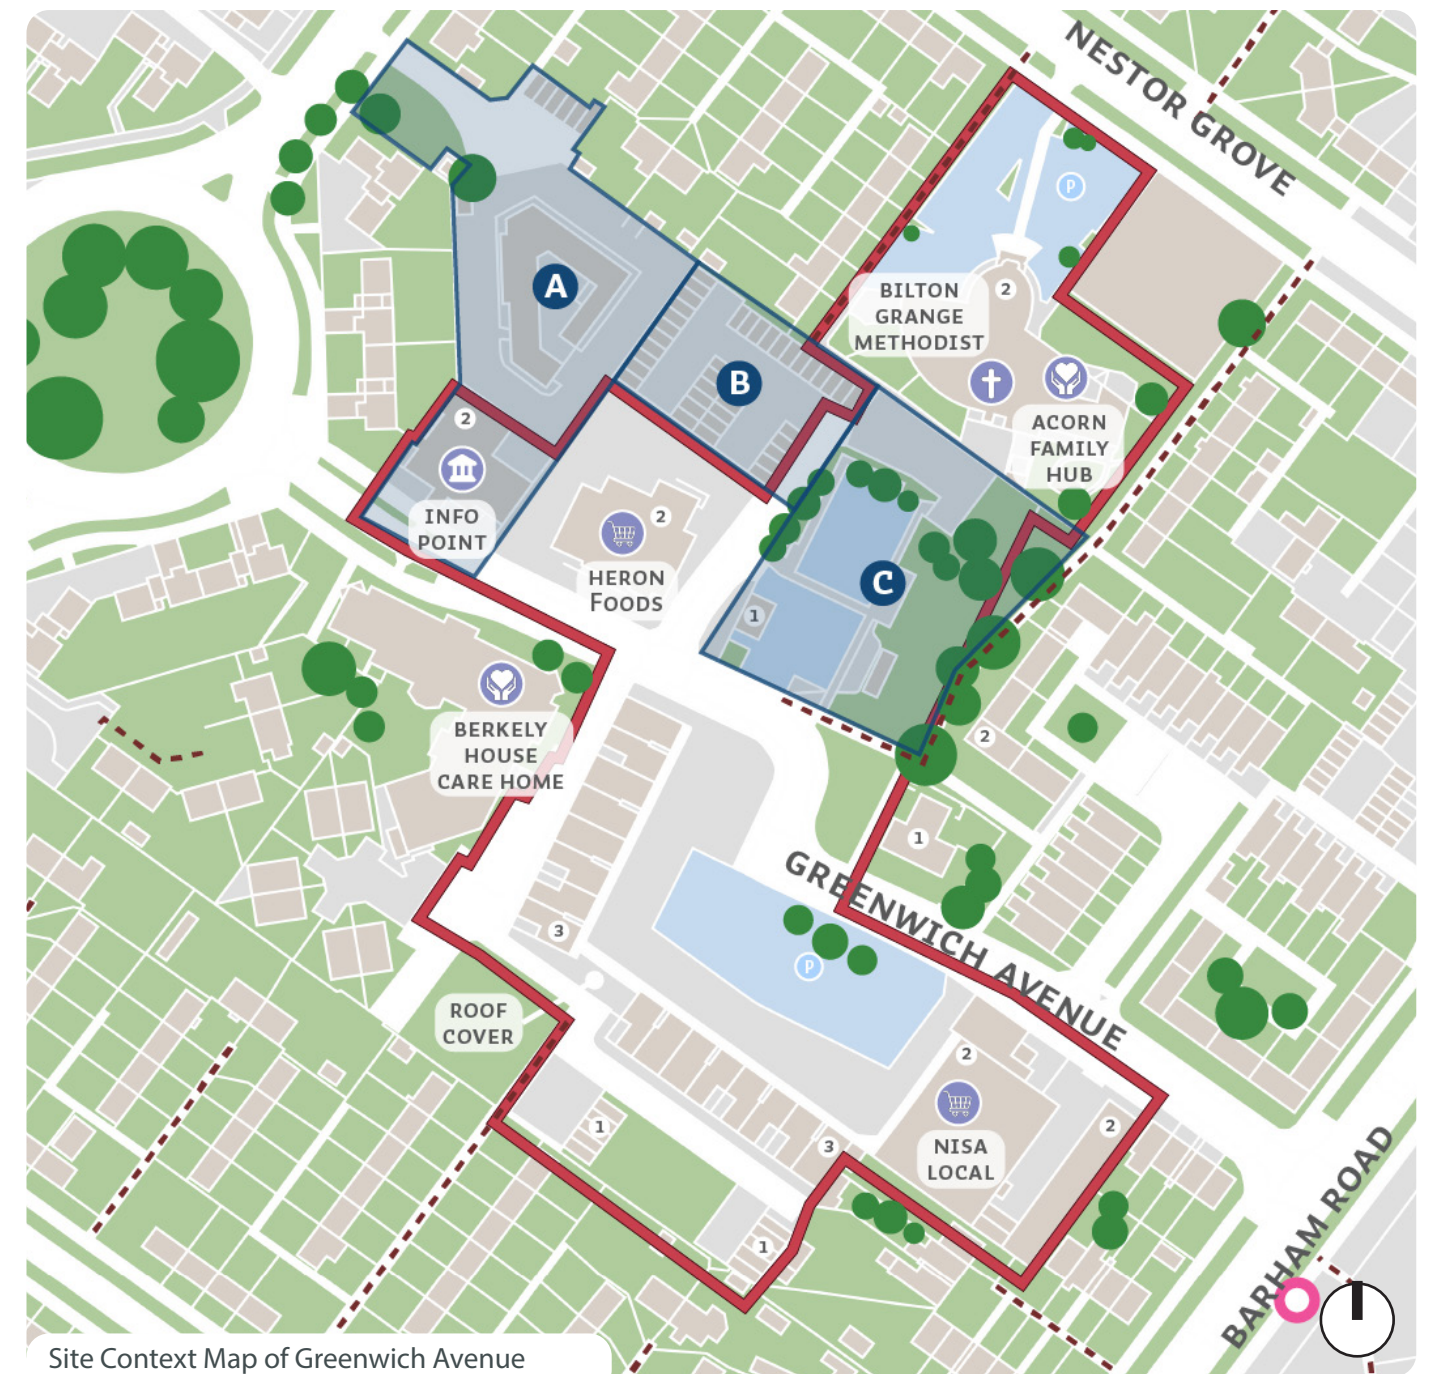 NESTOR GROVE
P
A
BILTON
GRANGE
METHODIST
2
B
ACORN
FAMILY
HUB
2
INFO
POINT
2
HERON
FOODS
C
1
BERKELY
HOUSE
CARE HOME
2
1
GREENWICH AVENUE
3
P
ROOF
COVER
2
NISA
LOCAL
2
1
3
1
BARHAM ROAD
Site Context Map of Greenwich Avenue